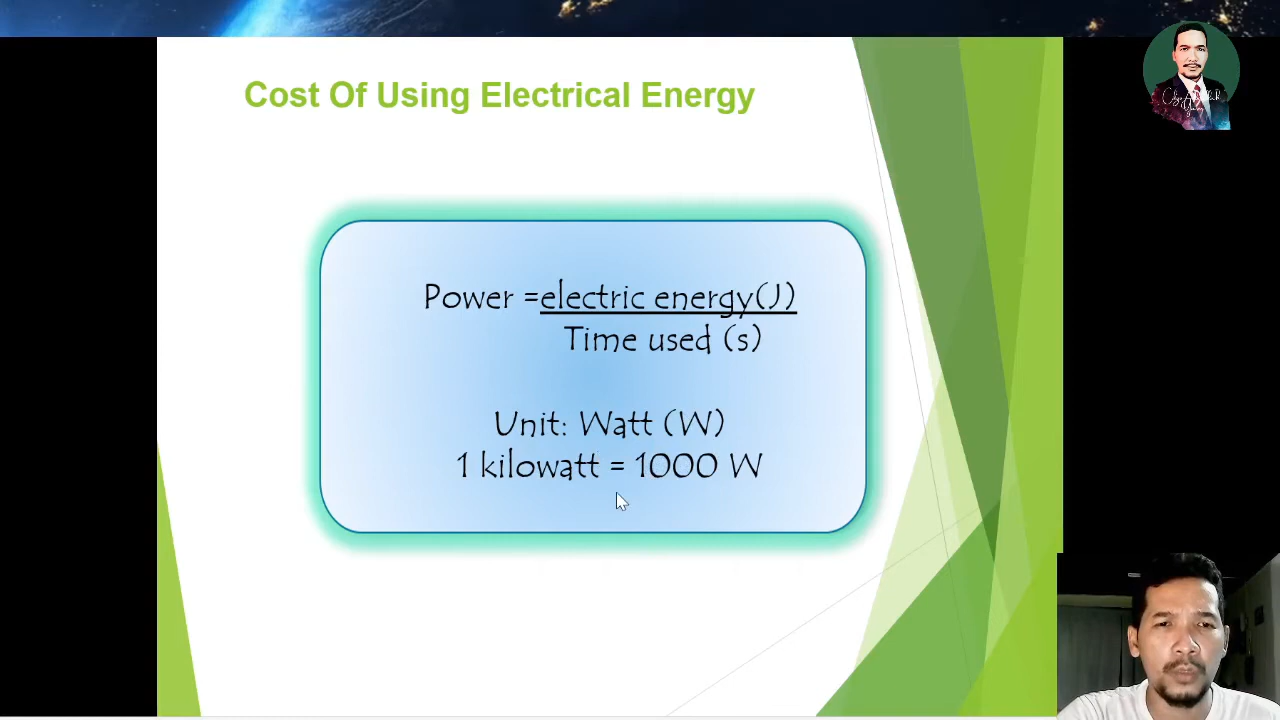 Cost Of Using Electrical Energy
Power =electric energy(J)
Time used (s)
Unit: Watt (W)
1 kilowatt = 1000 W